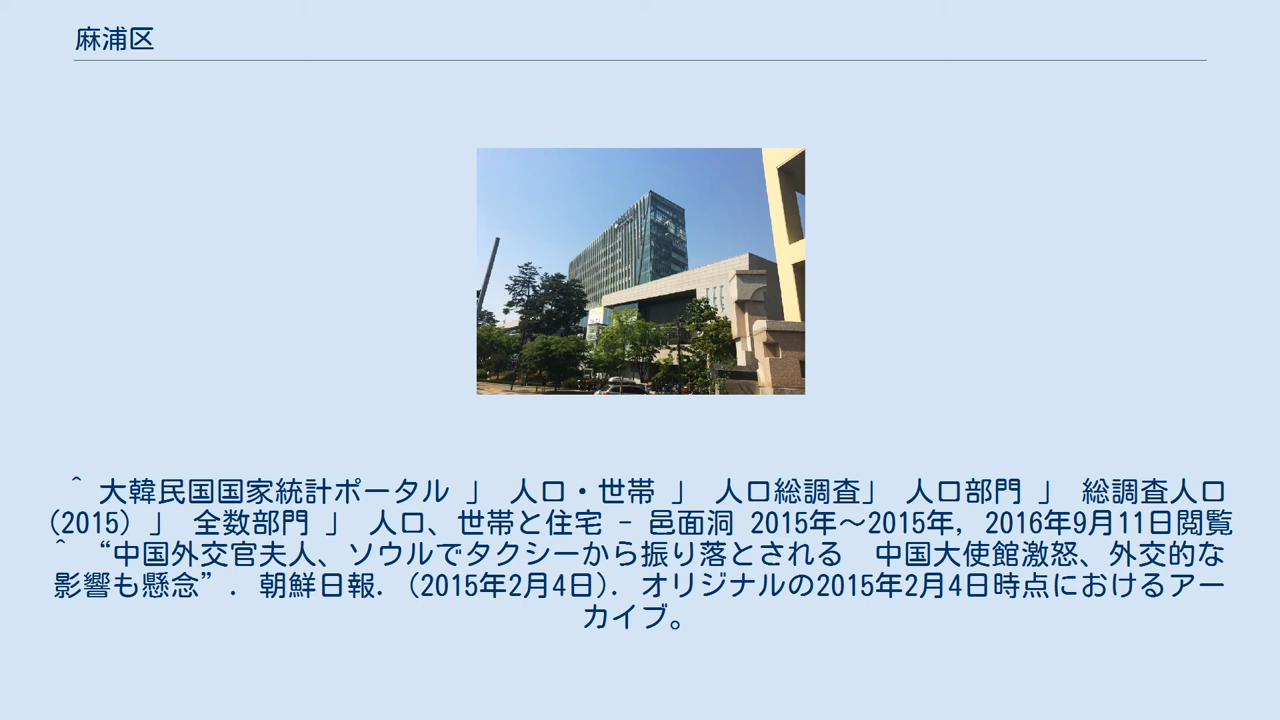 麻浦区
^ 大韓民国国家統計ポータル 」 人口・世帯 」 人口総調査」 人口部門 」 総調査人口
(2015) 」 全数部門 」 人口、世帯と住宅 - 邑面洞 2015年〜2015年, 2016年9月11日閲覧
^ “中国外交官夫人、ソウルでタクシーから振り落とされる　中国大使館激怒、外交的な
影響も懸念”. 朝鮮日報. (2015年2月4日). オリジナルの2015年2月4日時点におけるアー
カイブ。